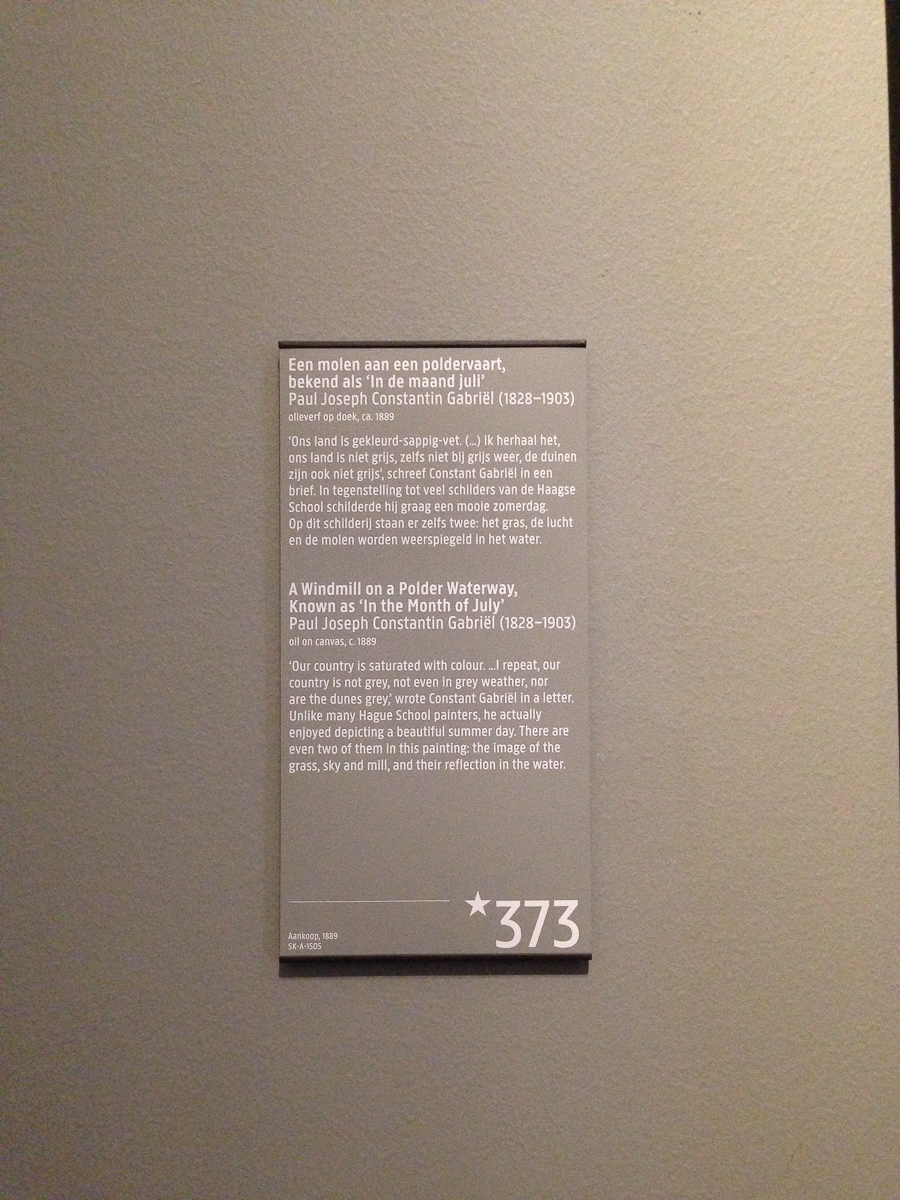 Een molen aan een poldervaart,
bekend als ‘In de maand juli’
Paul Joseph Constantin Gabriël (1828–1903)
olieverf op doek, ca. 1889
‘Ons land is gekleurd-sappig-vet. (...) Ik herhaal het,
ons land is niet grijs, zelfs niet bij grijs weer, de duinen
zijn ook niet grijs’, schreef Constant Gabriël in een
brief. In tegenstelling tot veel schilders van de Haagse
School schilderde hij graag een mooie zomerdag.
Op dit schilderij staan er zelfs twee: het gras, de lucht
en de molen worden weerspiegeld in het water.
A Windmill on a Polder Waterway,
Known as ‘In the Month of July’
Paul Joseph Constantin Gabriël (1828–1903)
oil on canvas, c. 1889
‘Our country is saturated with colour. ...I repeat, our
country is not grey, not even in grey weather, nor
are the dunes grey,’ wrote Constant Gabriël in a letter.
Unlike many Hague School painters, he actually
enjoyed depicting a beautiful summer day. There are
even two of them in this painting: the image of the
grass, sky and mill, and their reflection in the water.
★373
Aankoop, 1889
SK-A-1505